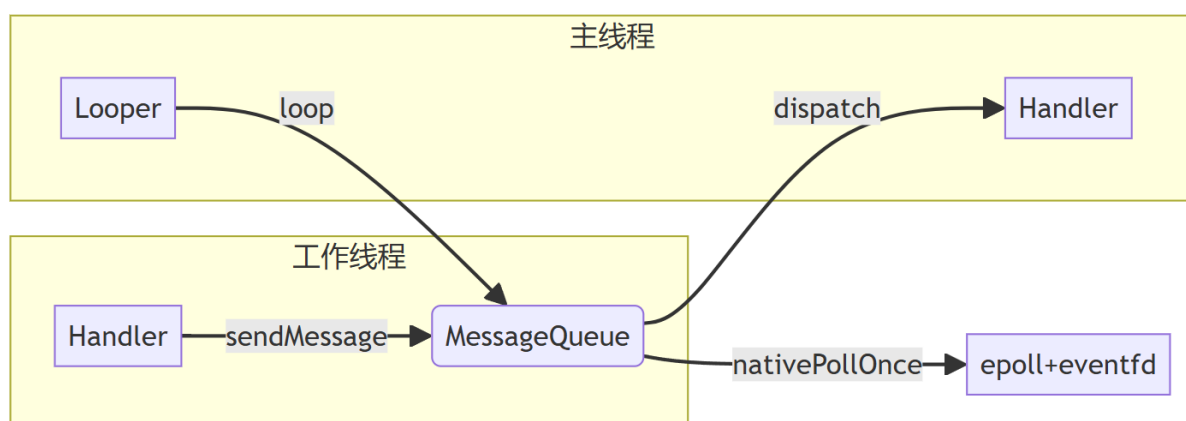 主线程
Looper
loop
dispatch
Handler
工作线程
Handler
sendMessage
MessageQueue
nativePollOnce
epoll+eventfd